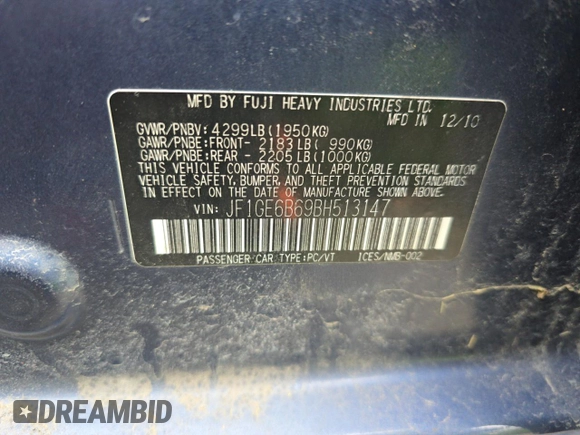 MFD BY FUJI HEAVY INDUSTRIES LTD.
MFD IN 12/10
GVWR/PNBV: 4299LB(1950KG)
GAWR/PNBE:FRONT- 2183LB( 990KG)
GAWR/PNBE:REAR - 2205LB(1000KG)
THIS VEHICLE CONFORMS TO ALL APPLICABLE FEDERAL MOTOR
VEHICLE SAFETY, BUMPER, AND THEFT PREVENTION STANDARDS
IN EFFECT ON THE DATE OF MANUFACTURE SHOWN ABOVE.
VIN: JF1GE6B69BH513147
PASSENGER CAR/TYPE:PC/VT 1CES/NMB-002
DREAMBID